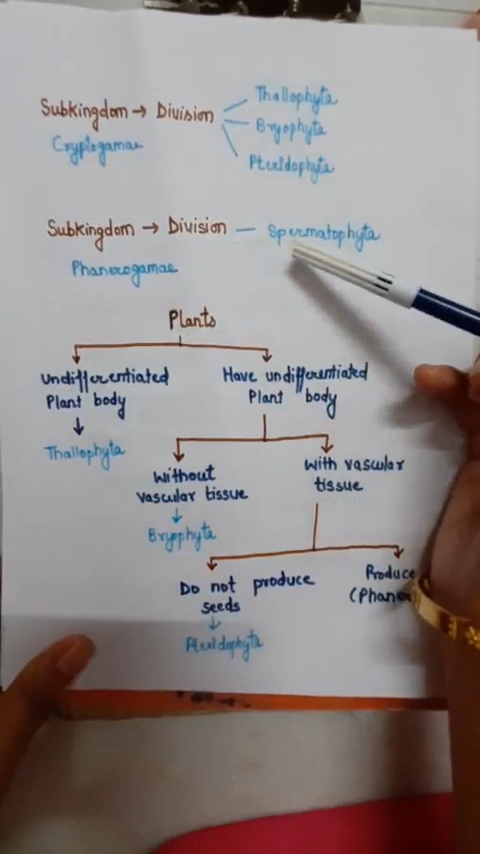 Subkingdom → Division
Thallophyta
Bryophyta
Pteridophyta
Cryptogamae
Subkingdom → Division — Spermatophyta
Phanerogamae
Plants
Undifferentiated
Plant body
Thallophyta
Have undifferentiated
Plant body
Without
vascular tissue
Bryophyta
With vascular
tissue
Do not produce
seeds
Pteridophyta
Produce